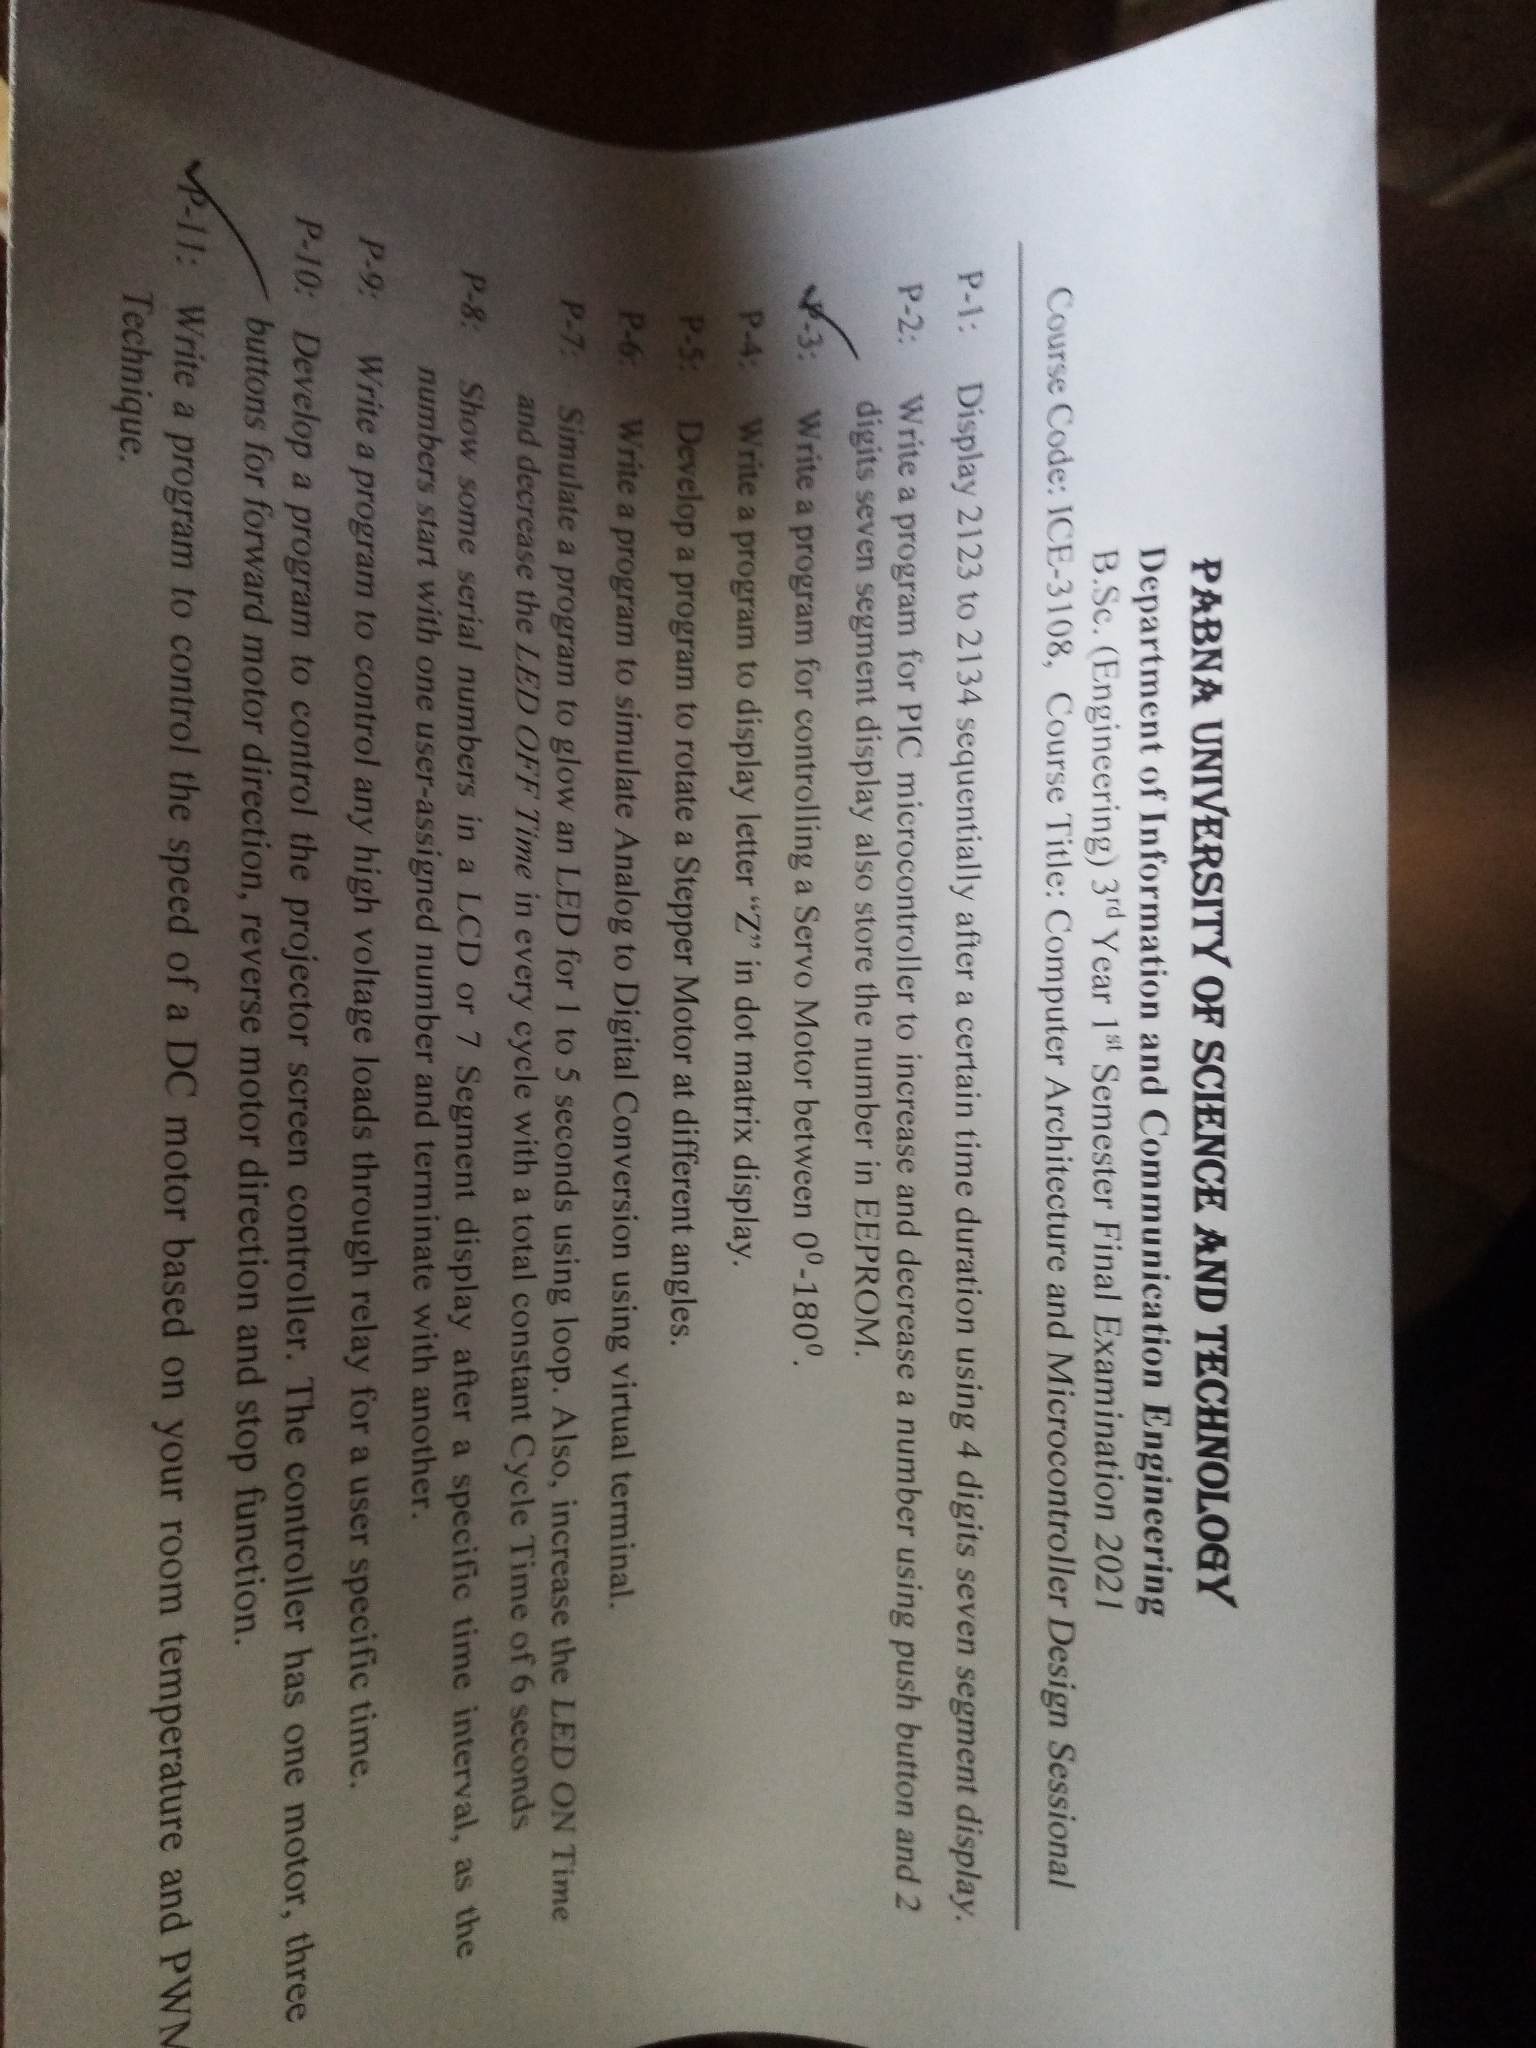 PABNA UNIVERSITY OF SCIENCE AND TECHNOLOGY
Department of Information and Communication Engineering
B.Sc. (Engineering) 3rd Year 1st Semester Final Examination 2021
Course Code: ICE-3108, Course Title: Computer Architecture and Microcontroller Design Sessional
P-1: Display 2123 to 2134 sequentially after a certain time duration using 4 digits seven segment display.
P-2: Write a program for PIC microcontroller to increase and decrease a number using push button and 2
digits seven segment display also store the number in EEPROM.
P-3: Write a program for controlling a Servo Motor between 0⁰-180⁰.
P-4: Write a program to display letter “Z” in dot matrix display.
P-5: Develop a program to rotate a Stepper Motor at different angles.
P-6: Write a program to simulate Analog to Digital Conversion using virtual terminal.
P-7: Simulate a program to glow an LED for 1 to 5 seconds using loop. Also, increase the LED ON Time
and decrease the LED OFF Time in every cycle with a total constant Cycle Time of 6 seconds
P-8: Show some serial numbers in a LCD or 7 Segment display after a specific time interval, as the
numbers start with one user-assigned number and terminate with another.
P-9: Write a program to control any high voltage loads through relay for a user specific time.
P-10: Develop a program to control the projector screen controller. The controller has one motor, three
buttons for forward motor direction, reverse motor direction and stop function.
P-11: Write a program to control the speed of a DC motor based on your room temperature and PWM
Technique.